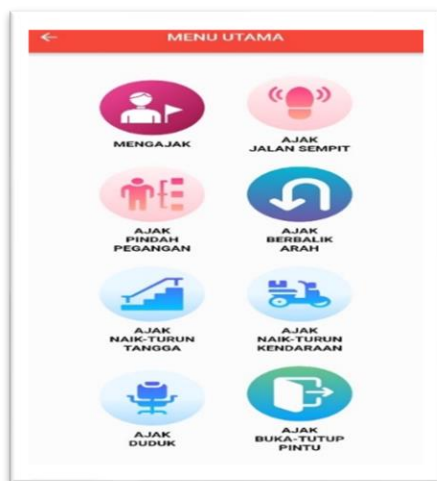 MENU UTAMA
MENGAJAK
AJAK
JALAN SEMPIT
AJAK
PINDAH
PEGANGAN
AJAK
BERBALIK
ARAH
AJAK
NAIK-TURUN
TANGGA
AJAK
NAIK-TURUN
KENDARAAN
AJAK
DUDUK
AJAK
BUKA-TUTUP
PINTU